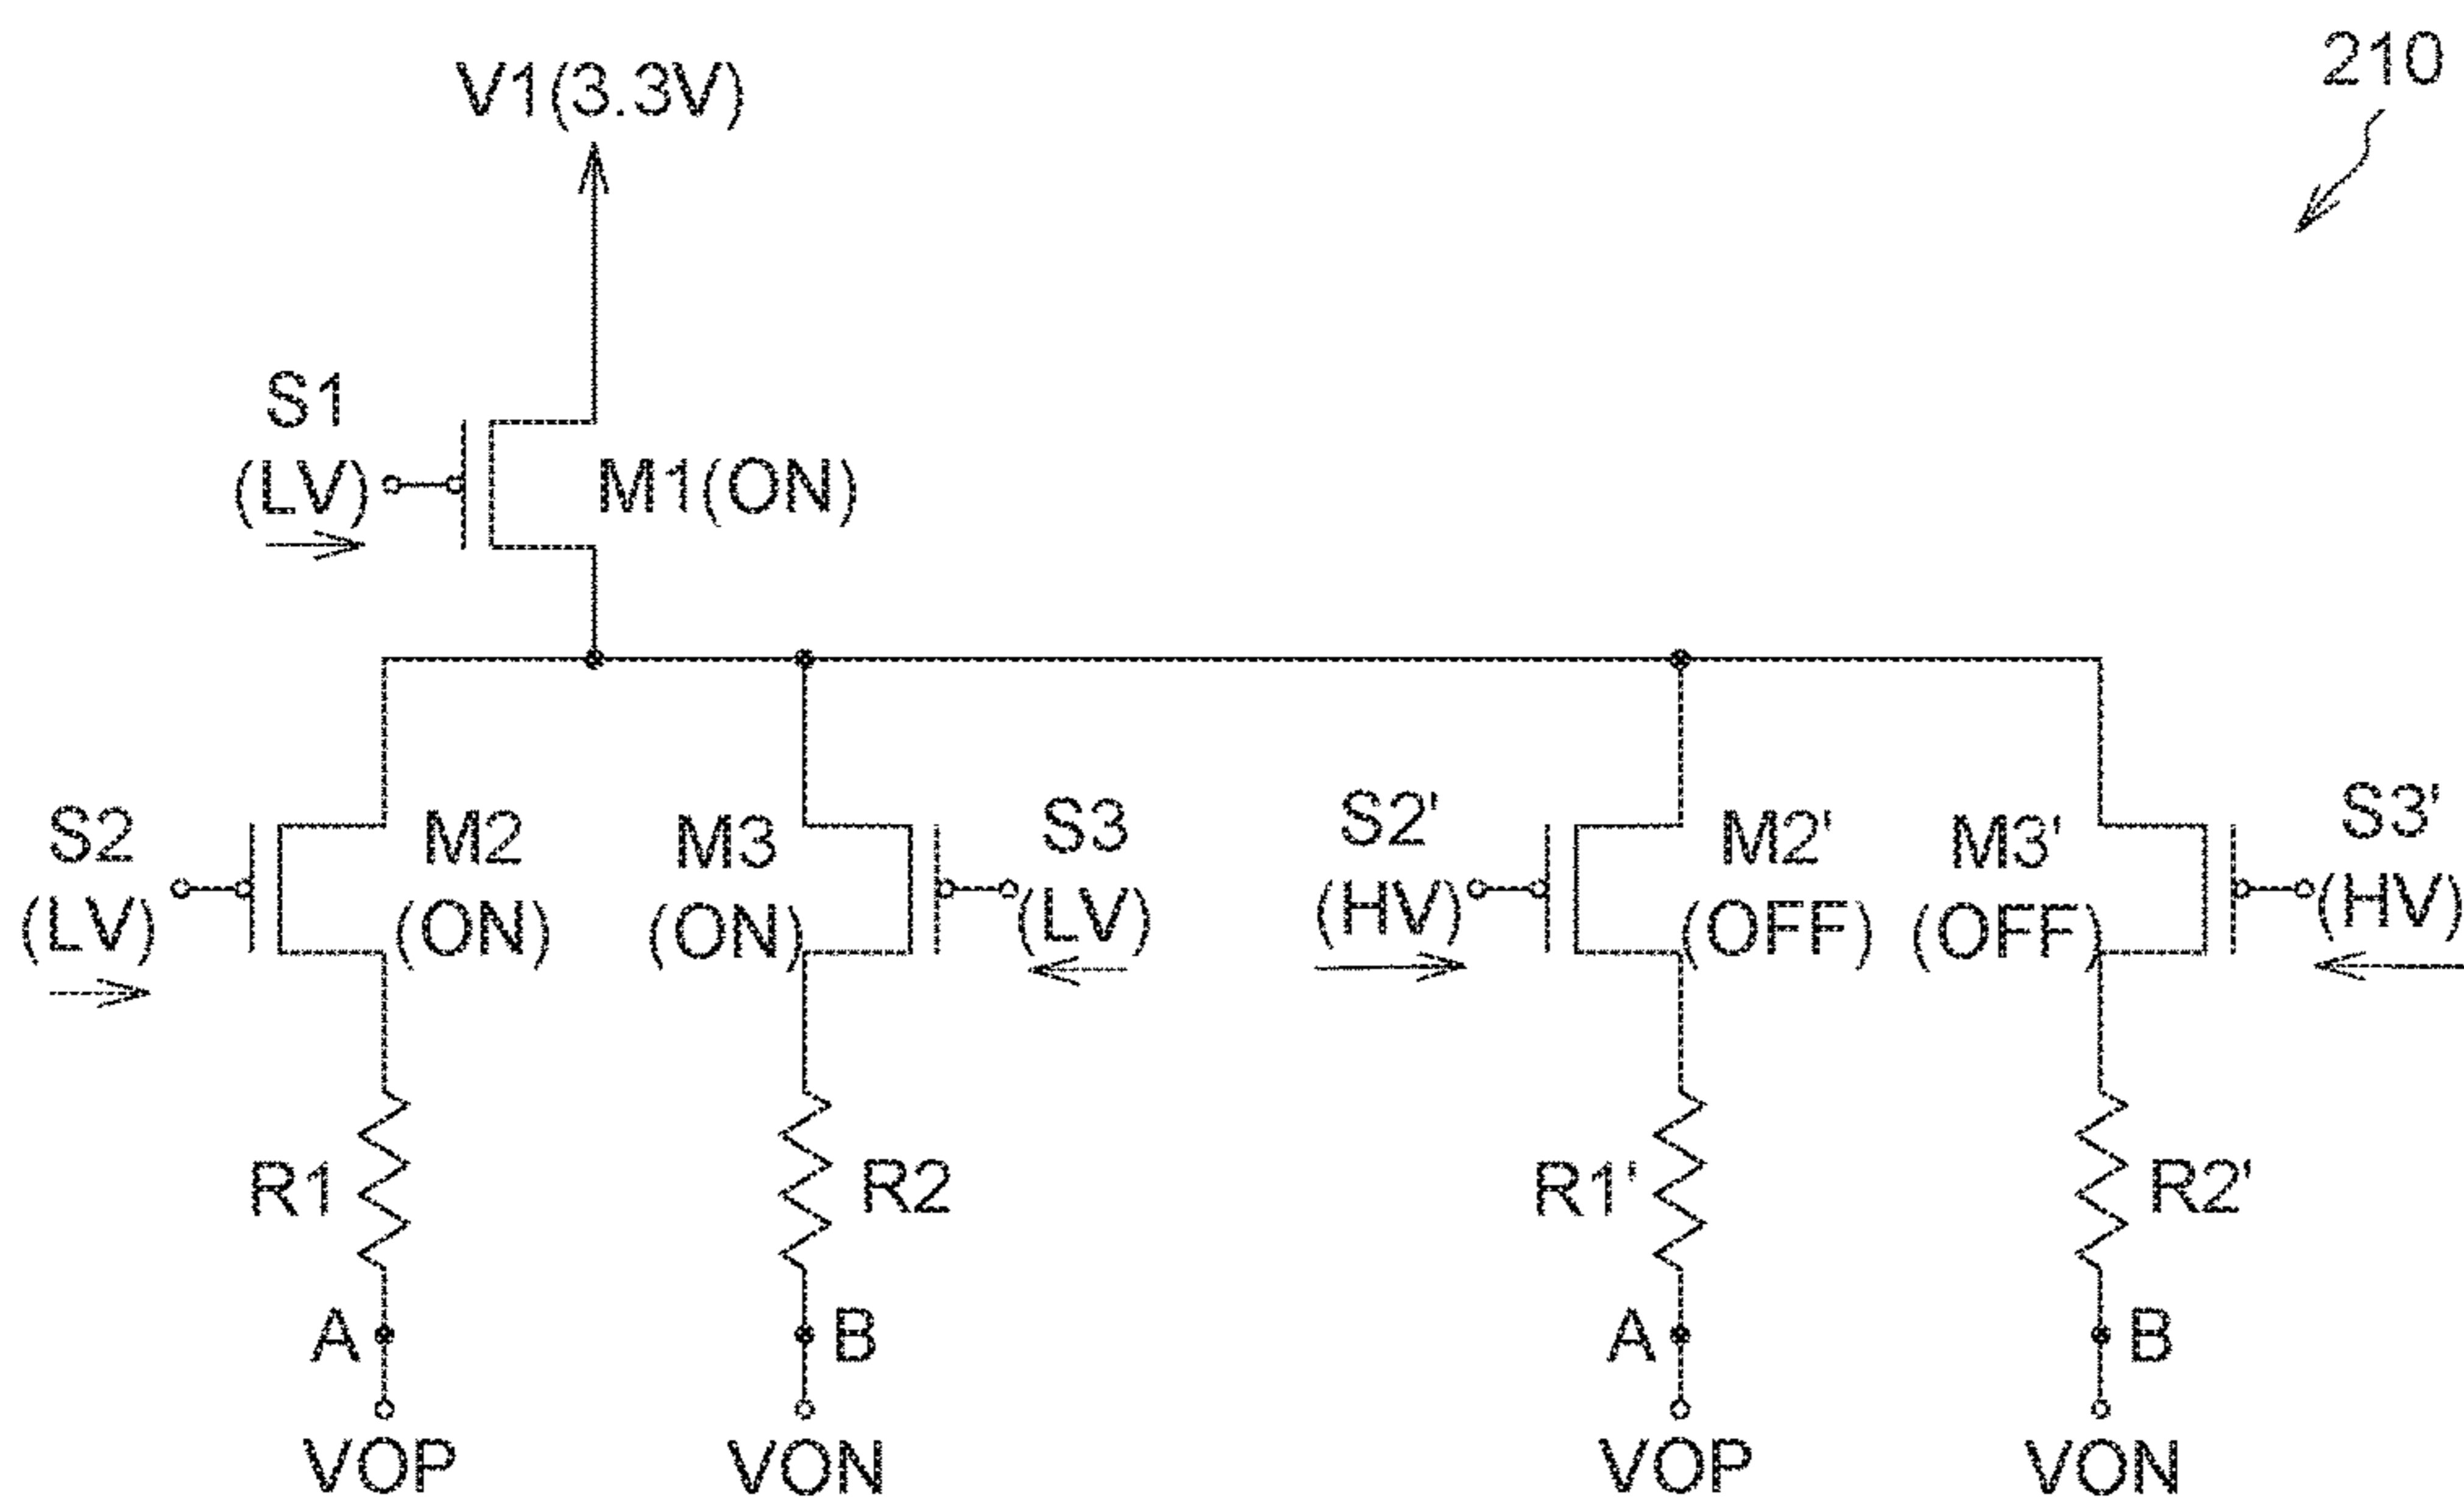 210
V1(3.3V)
S1
(LV)
M1(ON)
S2
(LV)
M2
(ON)
M3
(ON)
S3
(LV)
S2'
(HV)
M2'
(OFF)
M3'
(OFF)
S3'
(HV)
R1
R2
R1'
R2'
A
B
A
B
VOP
VON
VOP
VON